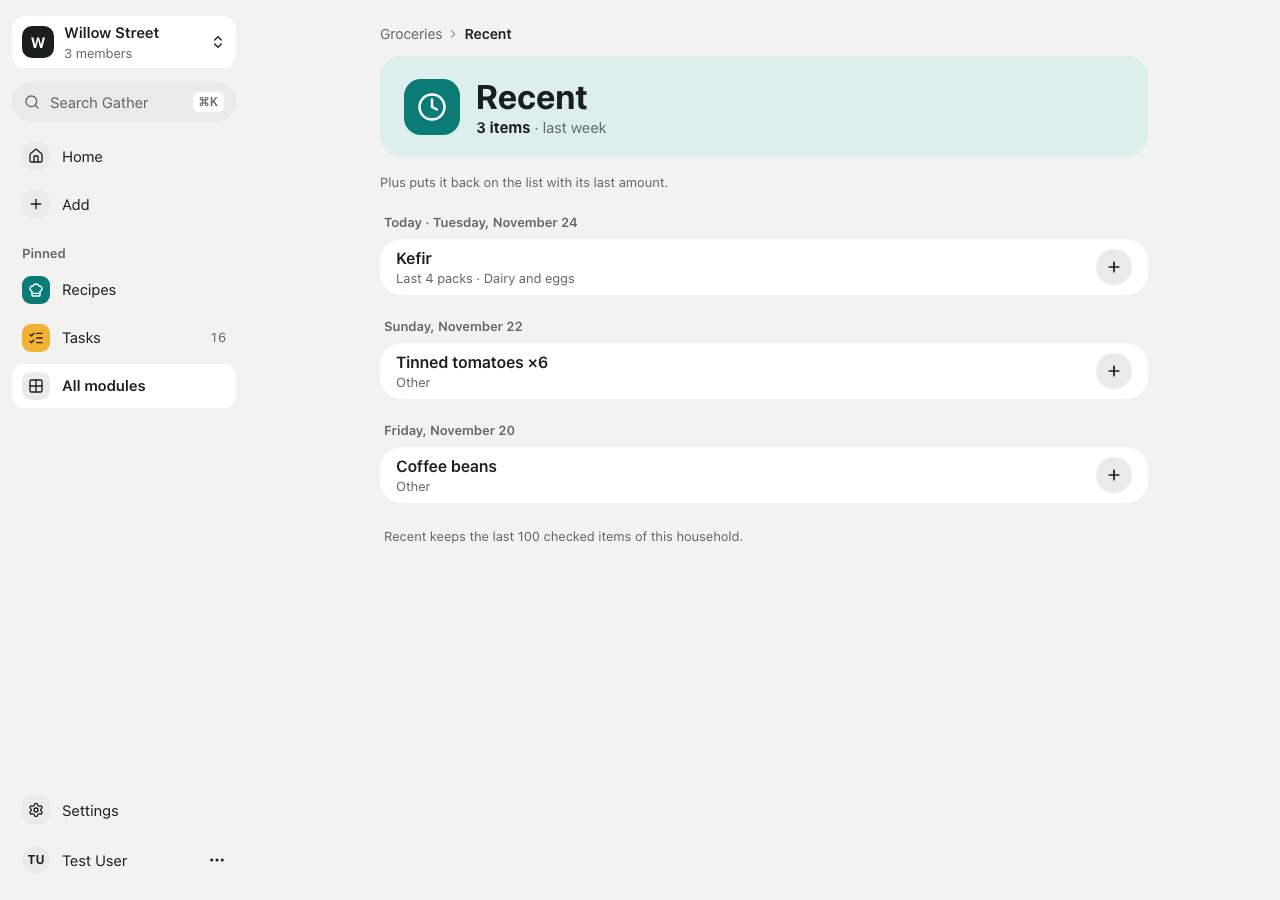 W
Willow Street
3 members
Search Gather
⌘K
Home
Add
Pinned
Recipes
Tasks
16
All modules
Settings
TU
Test User
Groceries
Recent
Recent
3 items · last week
Plus puts it back on the list with its last amount.
Today · Tuesday, November 24
Kefir
Last 4 packs · Dairy and eggs
Sunday, November 22
Tinned tomatoes ×6
Other
Friday, November 20
Coffee beans
Other
Recent keeps the last 100 checked items of this household.